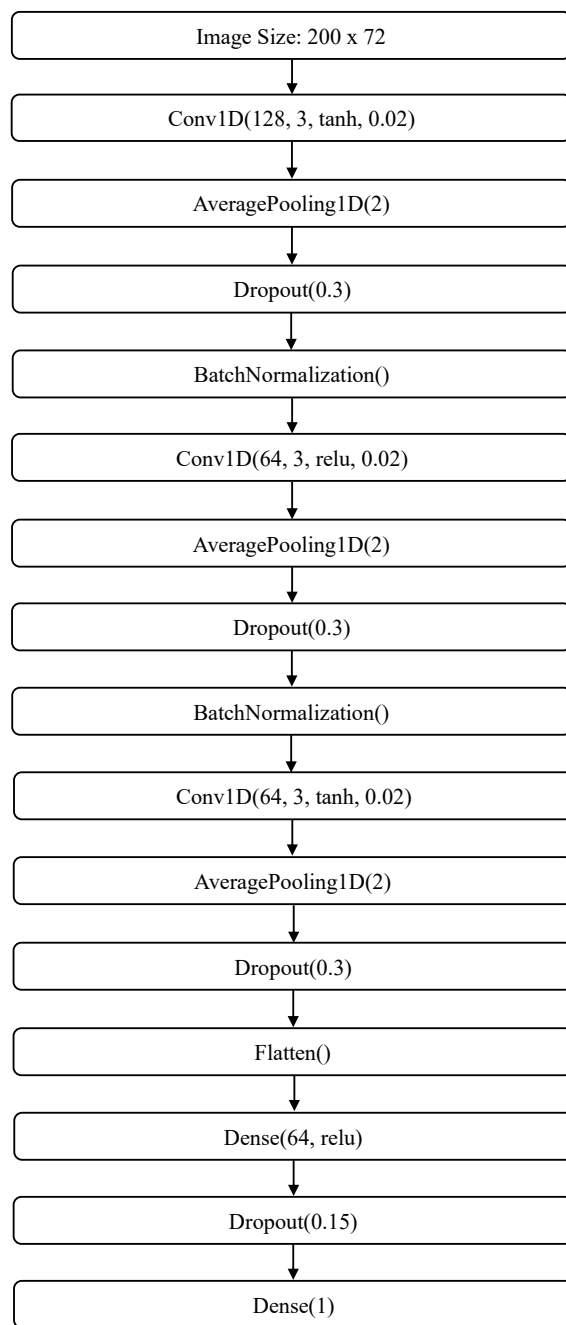 Image Size: 200 x 72
Conv1D(128, 3, tanh, 0.02)
AveragePooling1D(2)
Dropout(0.3)
BatchNormalization()
Conv1D(64, 3, relu, 0.02)
AveragePooling1D(2)
Dropout(0.3)
BatchNormalization()
Conv1D(64, 3, tanh, 0.02)
AveragePooling1D(2)
Dropout(0.3)
Flatten()
Dense(64, relu)
Dropout(0.15)
Dense(1)